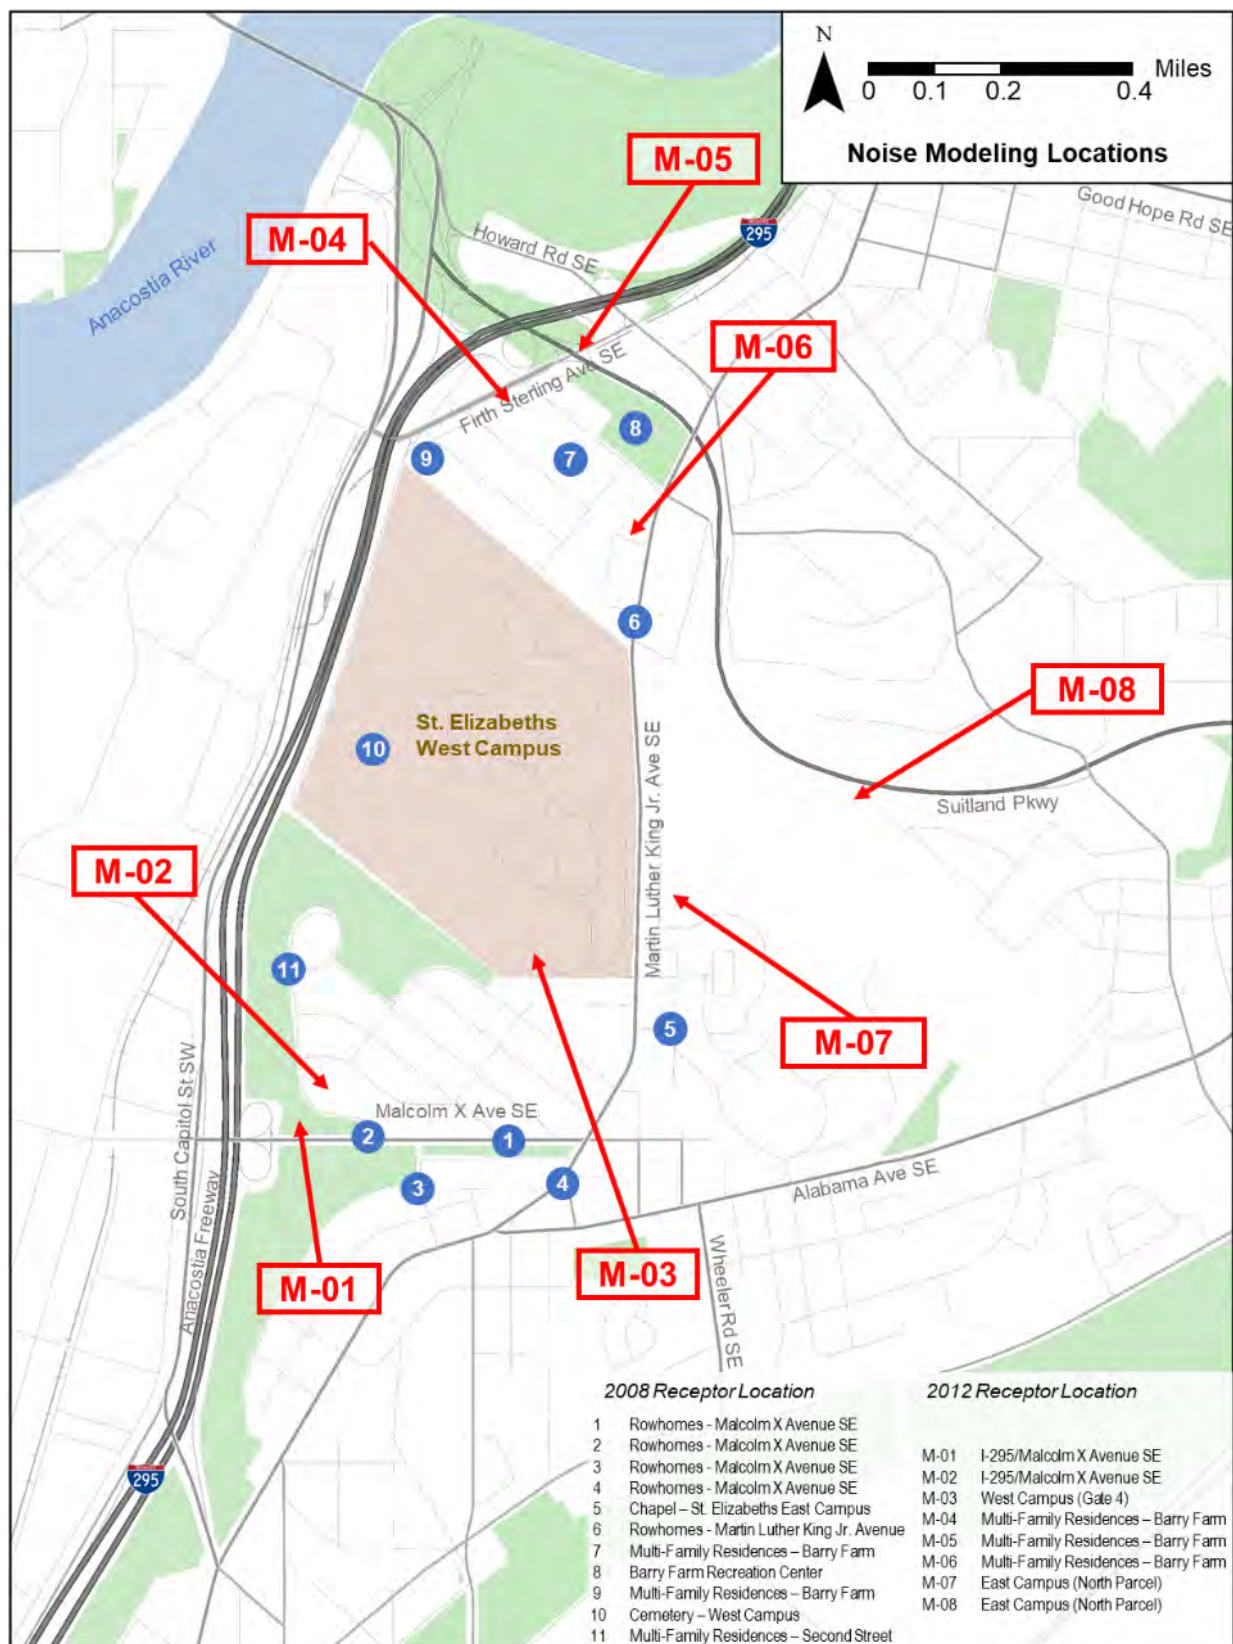 N
Miles
0 0.1 0.2 0.4
Noise Modeling Locations
M-05
Good Hope Rd SE
M-04
295
Howard Rd SE
Anacostia River
M-06
Firth Sterling Ave SE
8
9
7
6
M-08
St. Elizabeths
West Campus
10
Martin Luther King Jr. Ave SE
Suitland Pkwy
M-02
11
5
M-07
South Capitol St SW
Malcolm X Ave SE
2
1
Anacostia Freeway
3
4
Alabama Ave SE
M-01
M-03
Wheeler Rd SE
295
2008 Receptor Location
1 Rowhomes - Malcolm X Avenue SE
2 Rowhomes - Malcolm X Avenue SE
3 Rowhomes - Malcolm X Avenue SE
4 Rowhomes - Malcolm X Avenue SE
5 Chapel – St. Elizabeths East Campus
6 Rowhomes - Martin Luther King Jr. Avenue
7 Multi-Family Residences – Barry Farm
8 Barry Farm Recreation Center
9 Multi-Family Residences – Barry Farm
10 Cemetery – West Campus
11 Multi-Family Residences – Second Street
2012 Receptor Location
M-01 I-295/Malcolm X Avenue SE
M-02 I-295/Malcolm X Avenue SE
M-03 West Campus (Gate 4)
M-04 Multi-Family Residences – Barry Farm
M-05 Multi-Family Residences – Barry Farm
M-06 Multi-Family Residences – Barry Farm
M-07 East Campus (North Parcel)
M-08 East Campus (North Parcel)